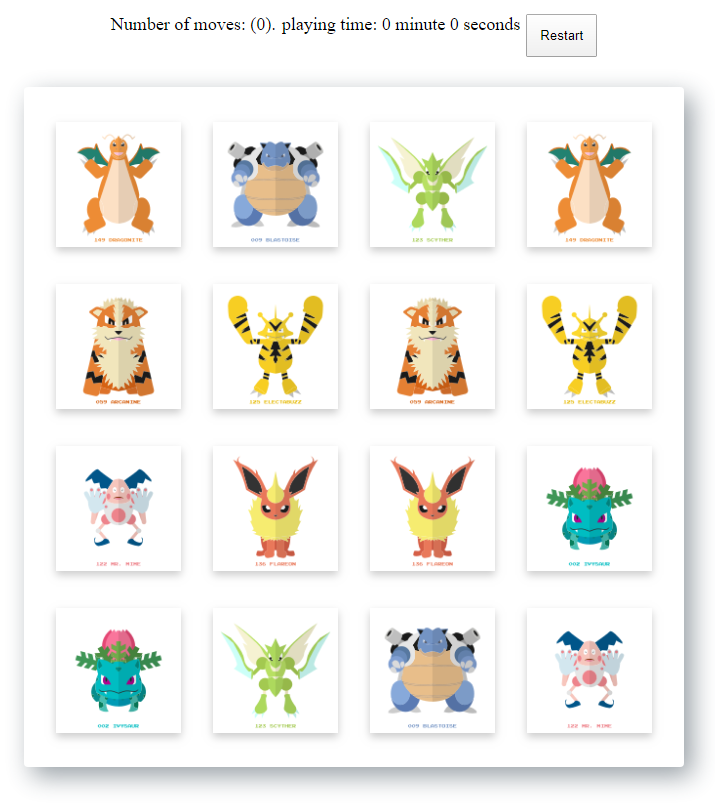 Number of moves: (0). playing time: 0 minute 0 seconds Restart
149 DRAGONITE 009 BLASTOISE 123 SCYTHER 149 DRAGONITE
059 ARCANINE 125 ELECTABUZZ 059 ARCANINE 125 ELECTABUZZ
122 MR. MIME 136 FLAREON 136 FLAREON 002 IVYSAUR
002 IVYSAUR 123 SCYTHER 009 BLASTOISE 122 MR. MIME